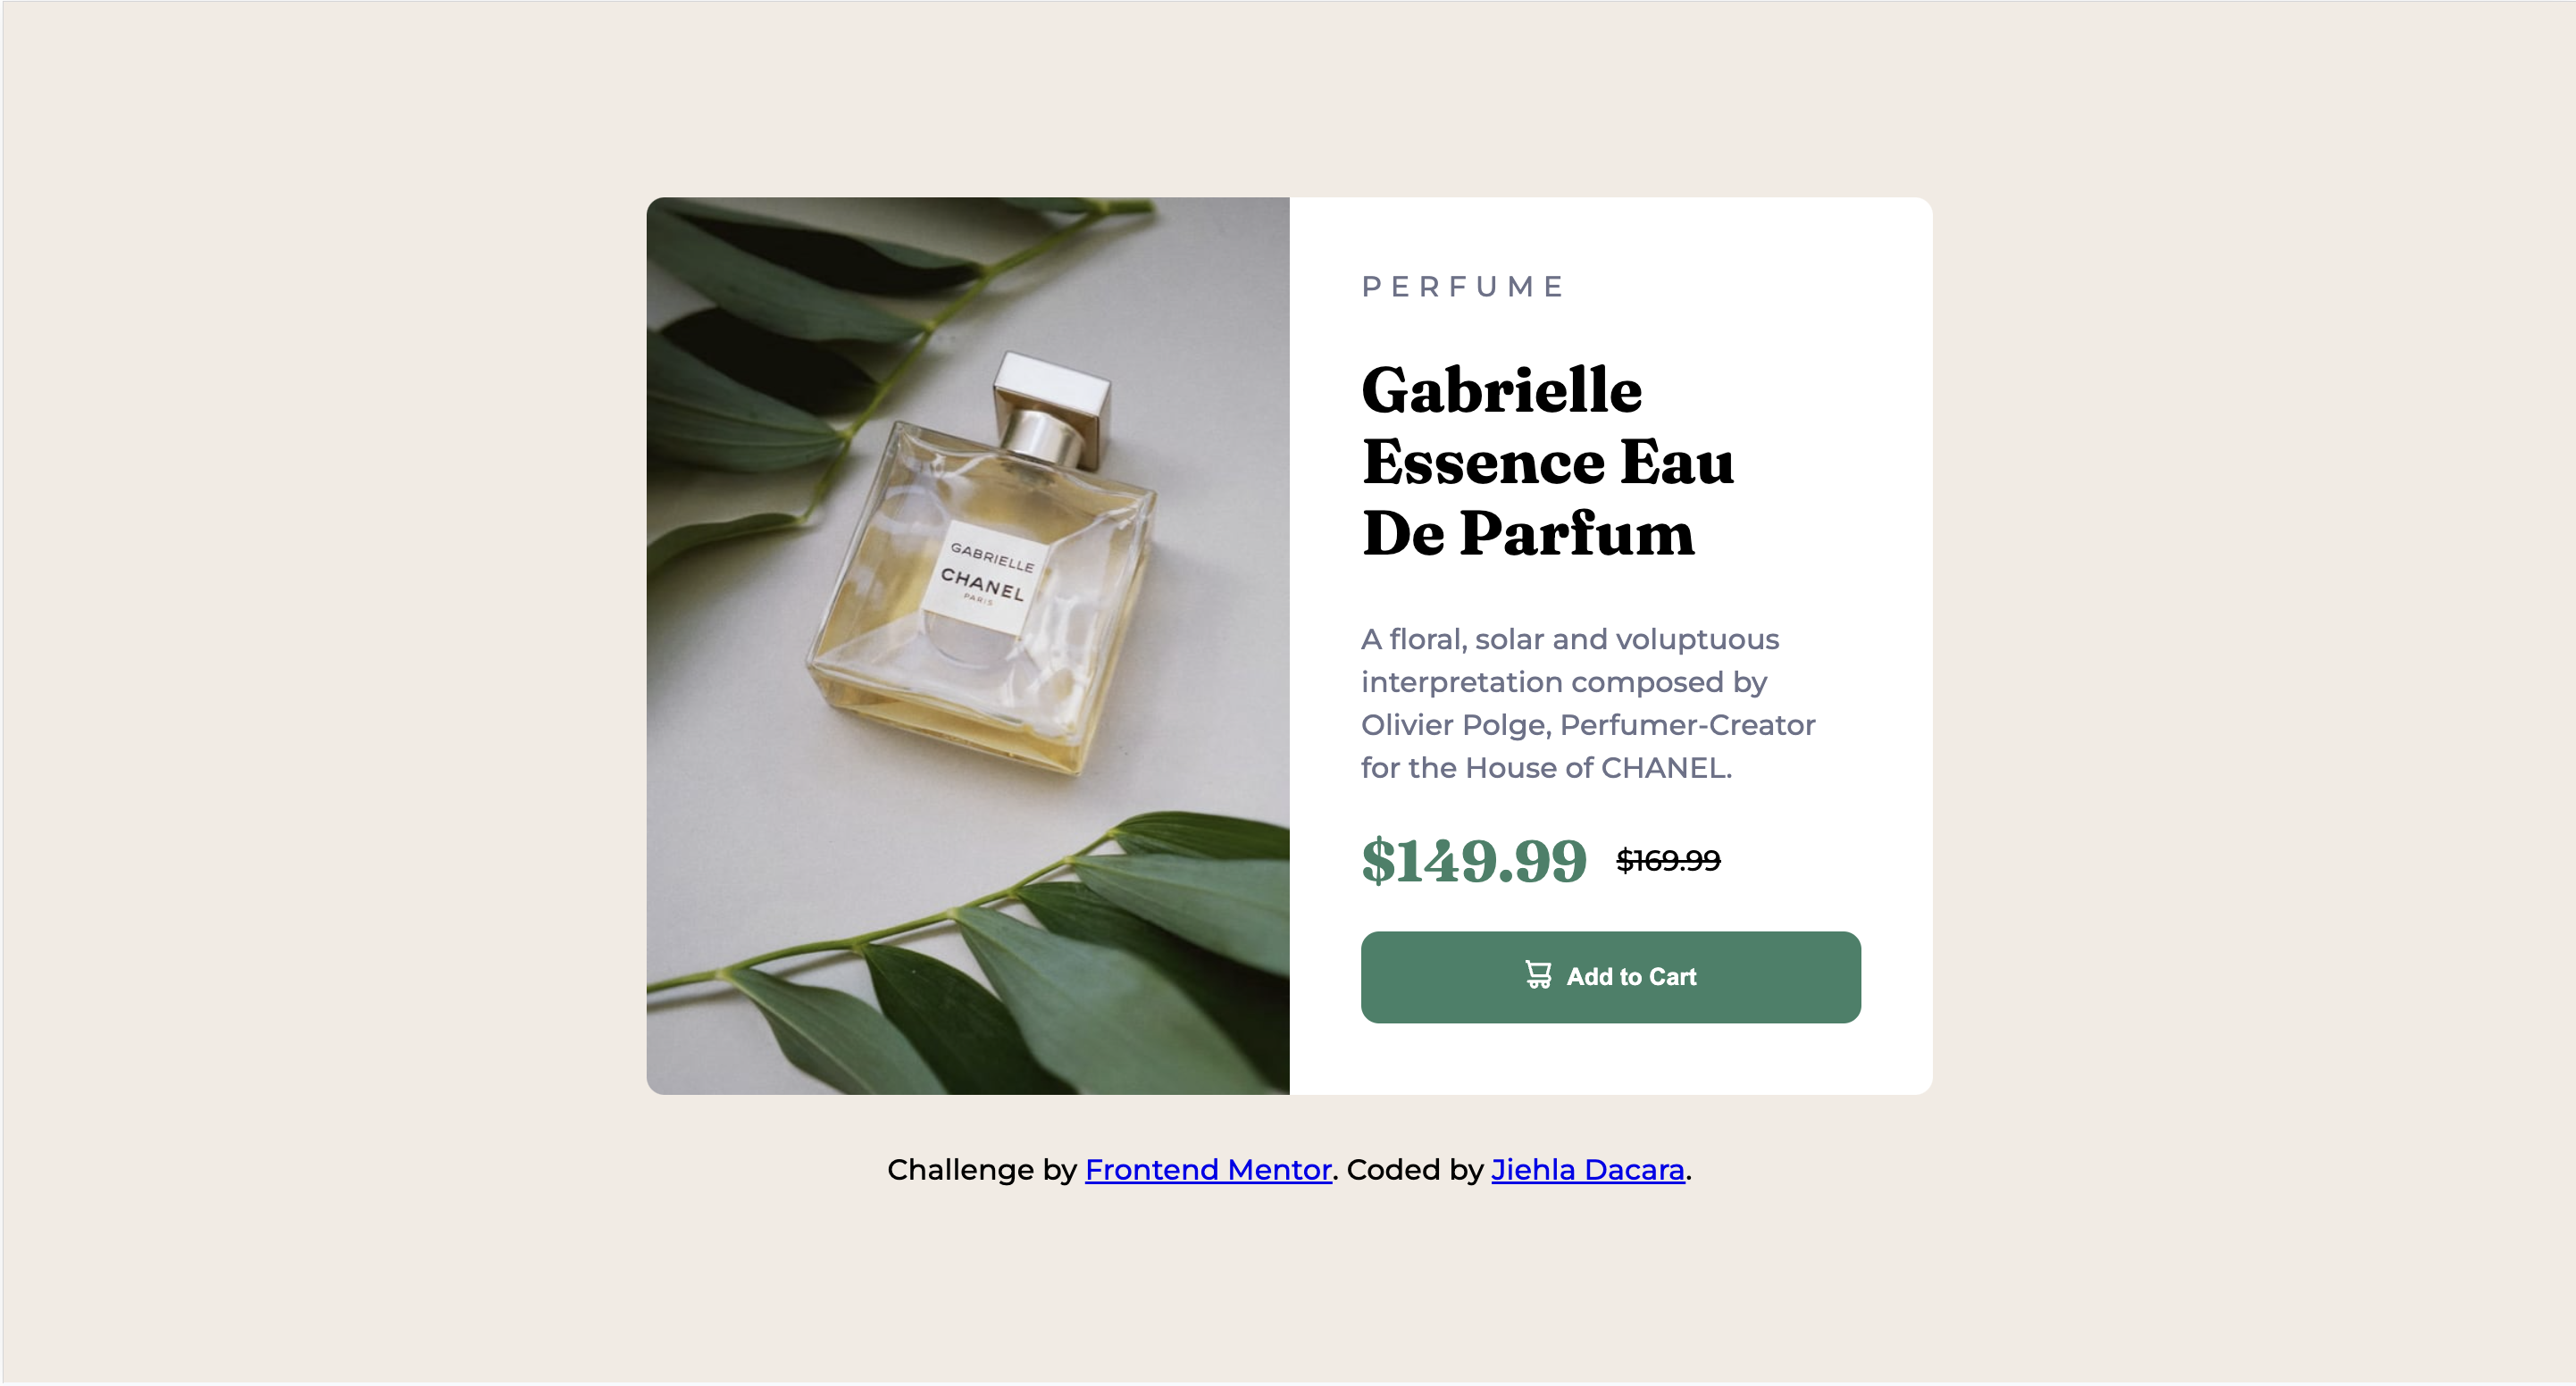 PERFUME
Gabrielle
Essence Eau
De Parfum
GABRIELLE
CHANEL
PARIS
A floral, solar and voluptuous
interpretation composed by
Olivier Polge, Perfumer-Creator
for the House of CHANEL.
$149.99 $169.99
Add to Cart
Challenge by Frontend Mentor. Coded by Jiehla Dacara.